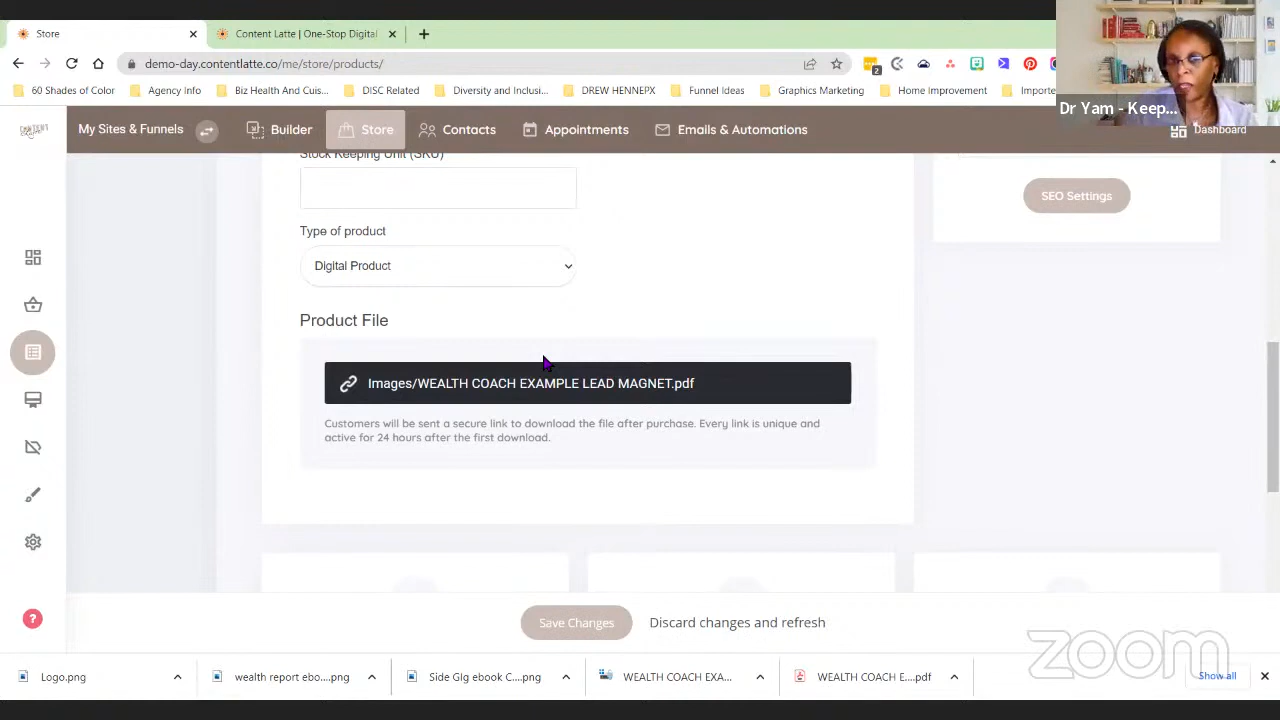 Store
Content Latte | One-Stop Digital
demo-day.contentlatte.co/me/store/products/
2
60 Shades of Color
Agency Info
Biz Health And Cuis...
DISC Related
Diversity and Inclusi...
DREW HENNEPX
Funnel Ideas
Graphics Marketing
Home Improvement
Importe
Dr Yam - Keep...
My Sites & Funnels
Builder
Store
Contacts
Appointments
Emails & Automations
Dashboard
Stock Keeping Unit (SKU)
SEO Settings
Type of product
Digital Product
Product File
Images/WEALTH COACH EXAMPLE LEAD MAGNET.pdf
Customers will be sent a secure link to download the file after purchase. Every link is unique and
active for 24 hours after the first download.
?
Save Changes
Discard changes and refresh
zoom
Logo.png
wealth report ebo....png
Side Gig ebook C....png
WEALTH COACH EXA...
WEALTH COACH E....pdf
Show all